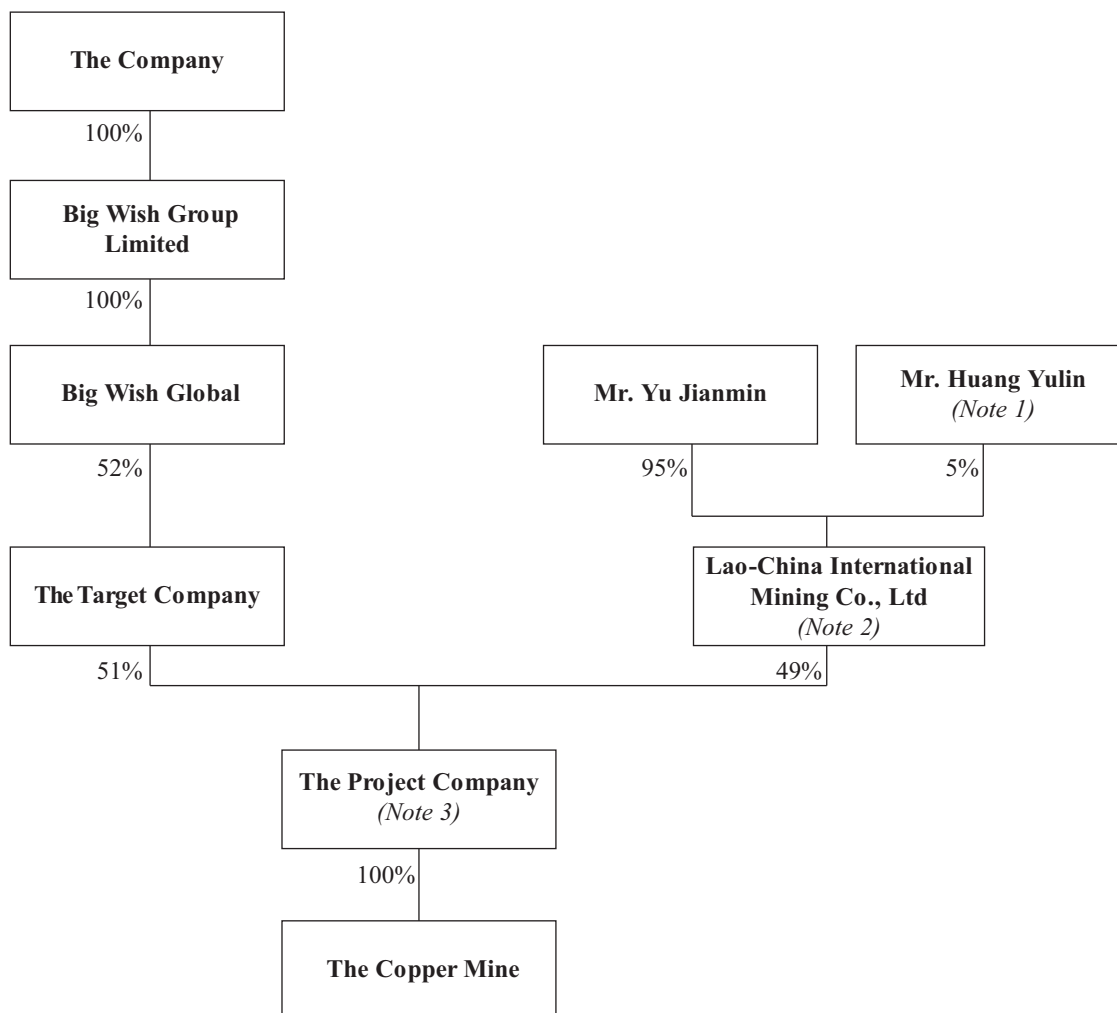 The Company
100%
Big Wish Group
Limited
100%
Big Wish Global
Mr. Yu Jianmin
Mr. Huang Yulin
(Note 1)
52%
95%
5%
The Target Company
Lao-China International
Mining Co., Ltd
(Note 2)
51%
49%
The Project Company
(Note 3)
100%
The Copper Mine